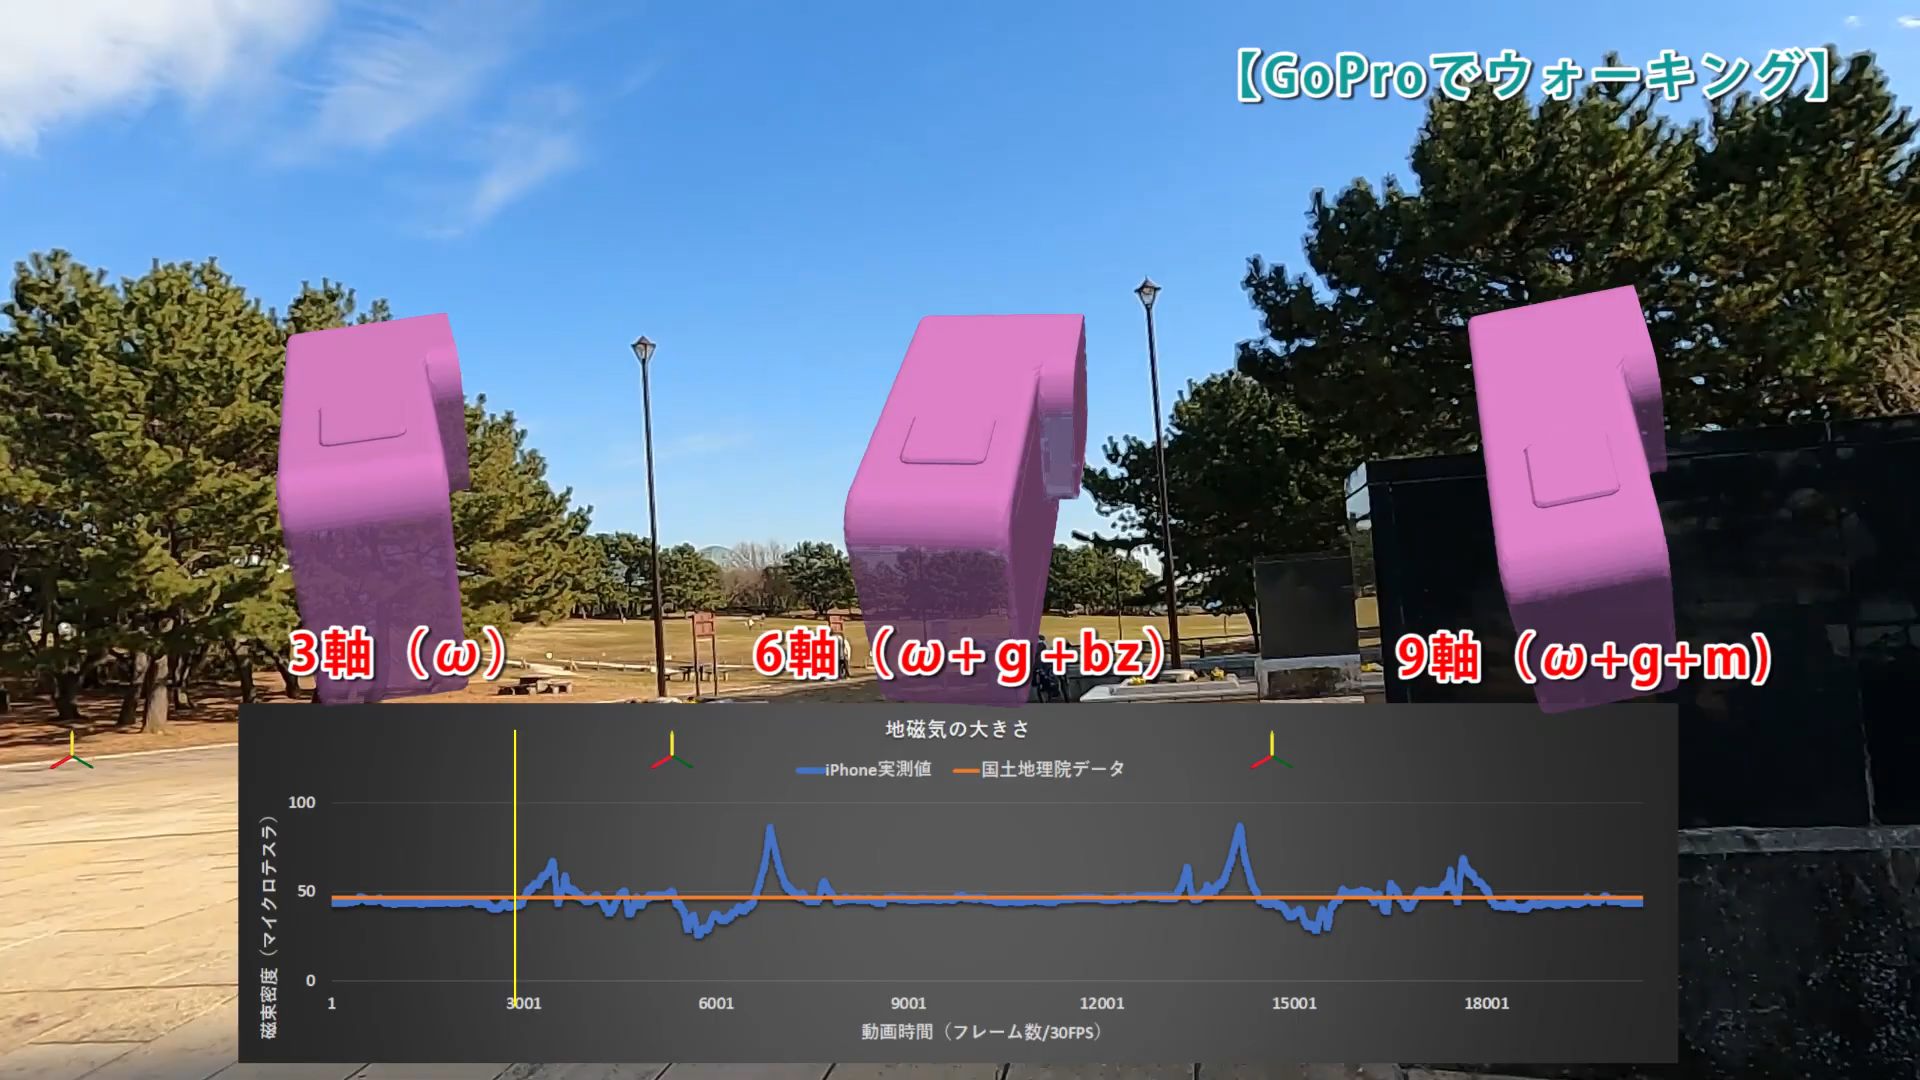 【GoProでウォーキング】
3軸（ω）
6軸（ω+g+bz）
9軸（ω+g+m）
地磁気の大きさ
iPhone実測値
国土地理院データ
磁束密度（マイクロテスラ）
100
50
0
1
3001
6001
9001
12001
15001
18001
動画時間（フレーム数/30FPS）